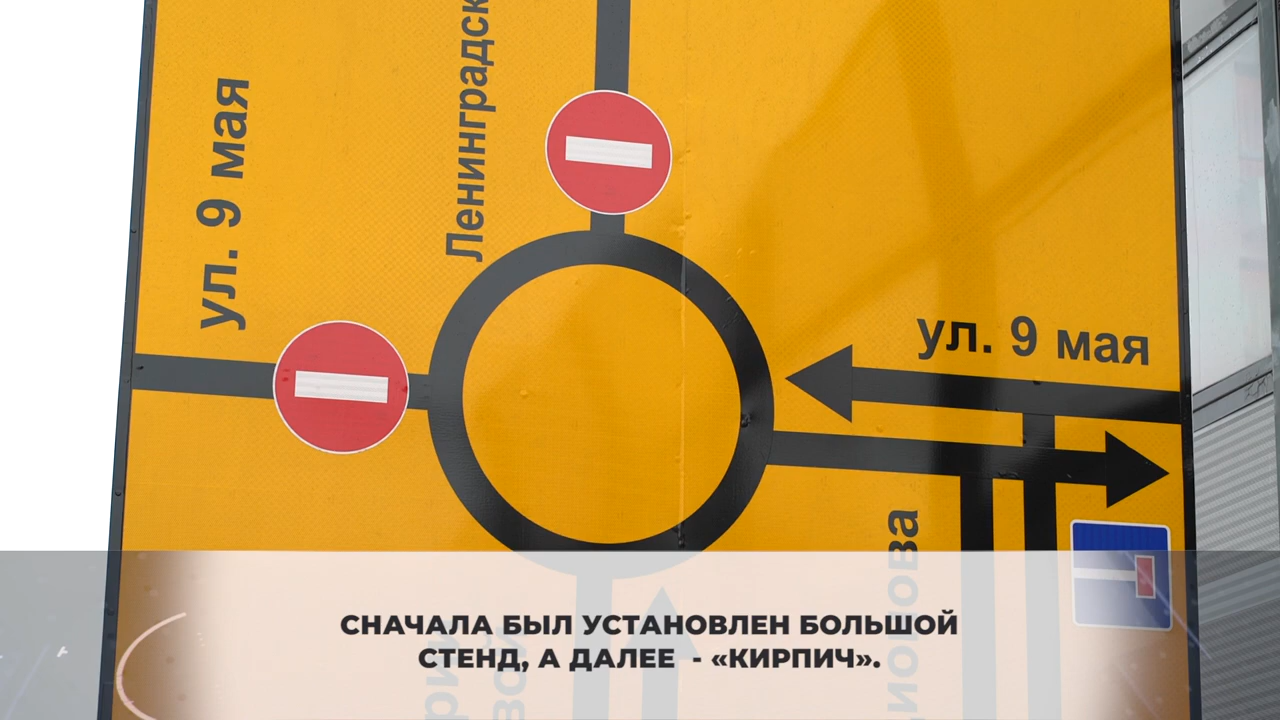 ул. 9 мая
Ленинградск
ул. 9 мая
СНАЧАЛА БЫЛ УСТАНОВЛЕН БОЛЬШОЙ
СТЕНД, А ДАЛЕЕ - «КИРПИЧ».